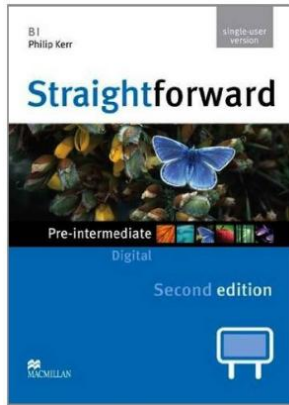 B1
Philip Kerr
single-user
version
Straightforward
Pre-intermediate
Digital
Second edition
MACMILLAN